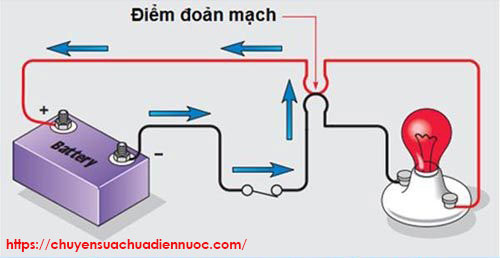 Điểm đoản mạch
+
Battery
–
https://chuyensuachuadiennuoc.com/